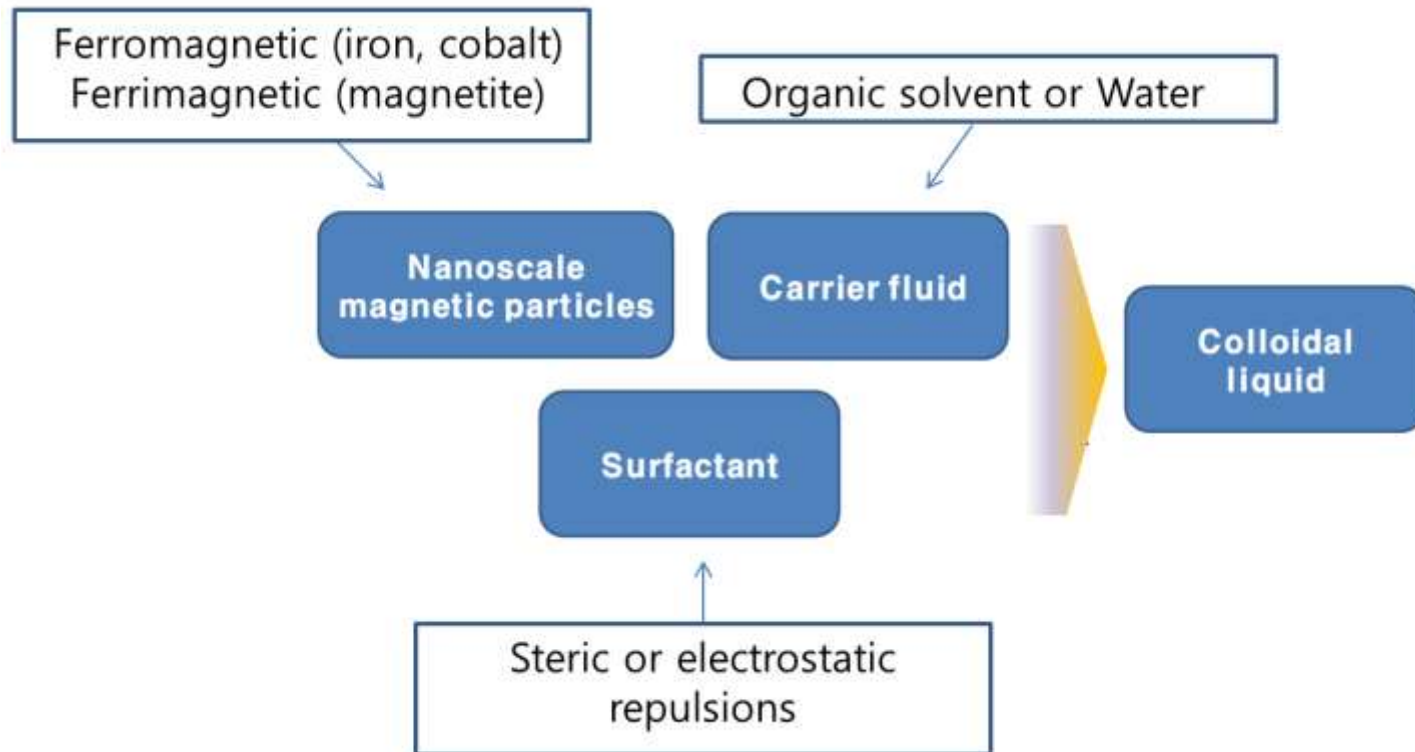 Ferromagnetic (iron, cobalt)
Ferrimagnetic (magnetite)
Organic solvent or Water
Nanoscale
magnetic particles
Carrier fluid
Colloidal
liquid
Surfactant
Steric or electrostatic
repulsions